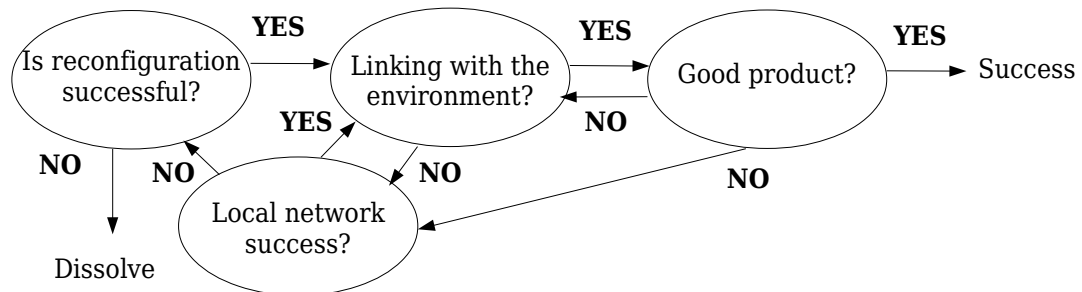 YES
YES
YES
Is reconfiguration
successful?
Linking with the
environment?
Good product?
Success
YES
NO
NO
NO
NO
NO
Local network
success?
Dissolve